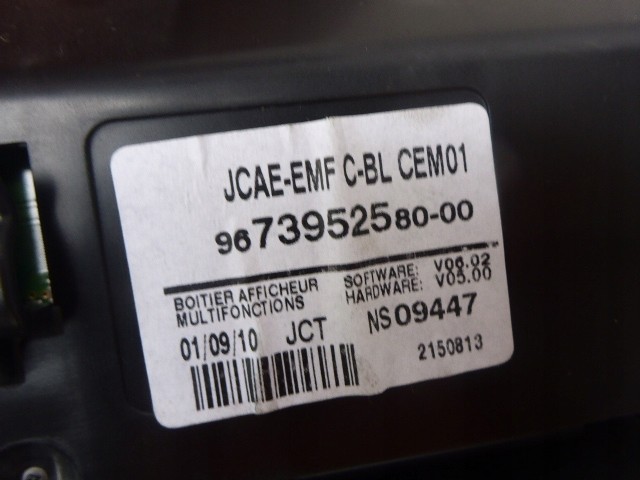 JCAE-EMF C-BL CEM01
9673952580-00
BOITIER AFFICHEUR
MULTIFONCTIONS
SOFTWARE: V06.02
HARDWARE: V05.00
01/09/10 JCT NS09447
2150813